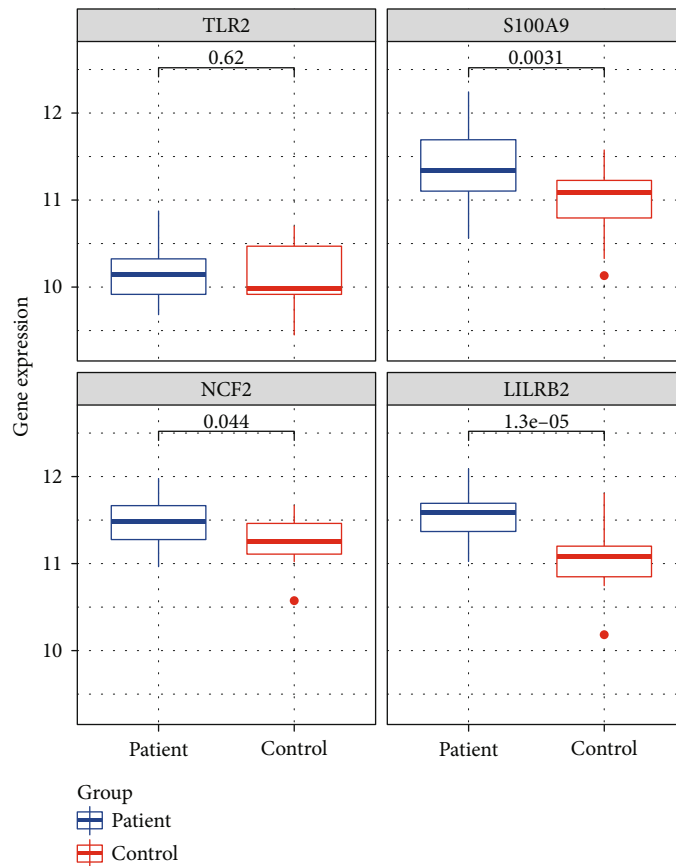 TLR2
S100A9
0.62
0.0031
12
11
10
Gene expression
NCF2
LILRB2
0.044
1.3e–05
12
11
10
Patient
Control
Patient
Control
Group
Patient
Control